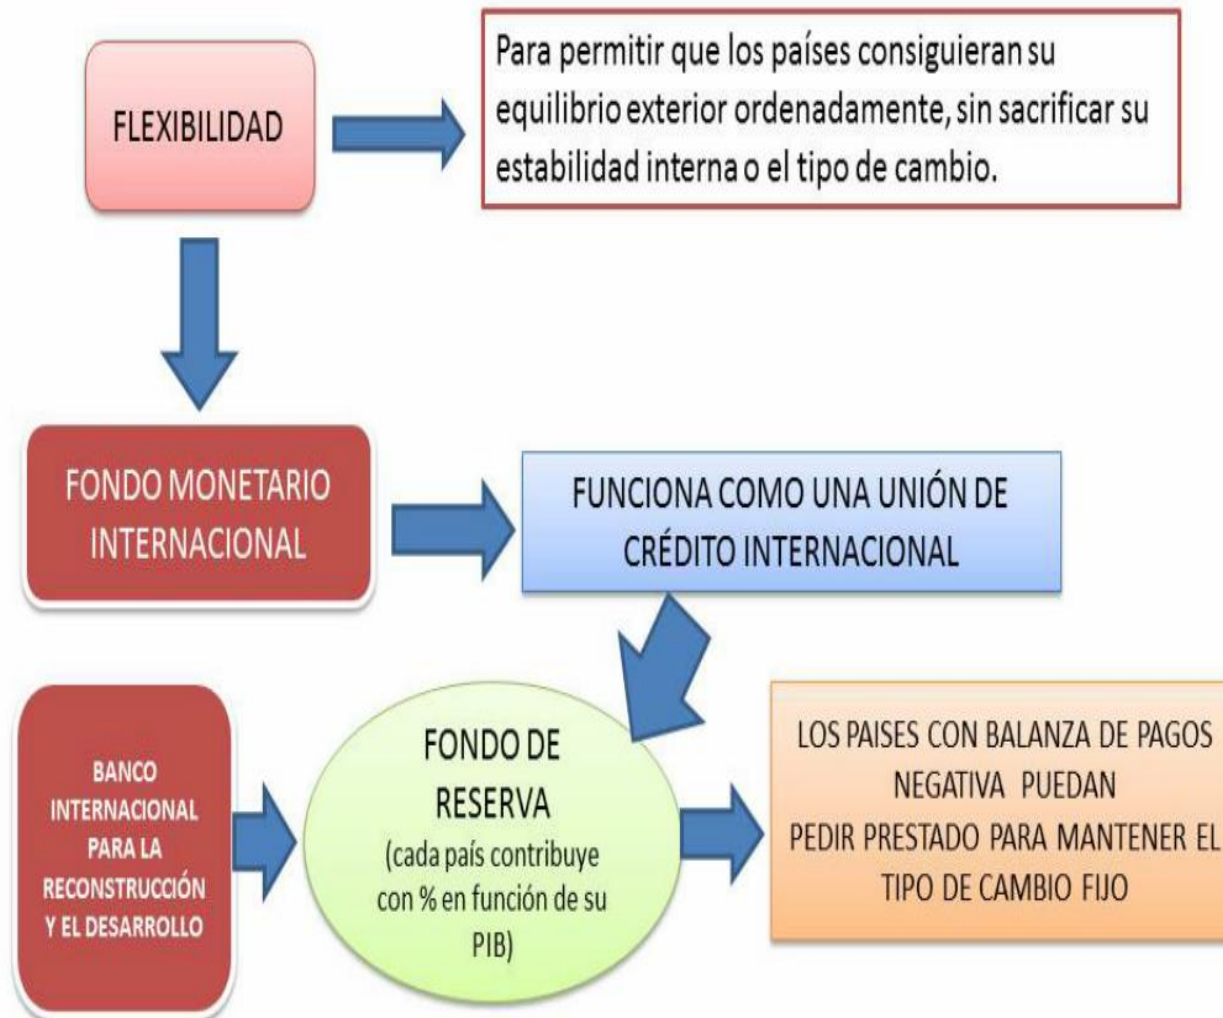 FLEXIBILIDAD
Para permitir que los países consiguieran su
equilibrio exterior ordenadamente, sin sacrificar su
estabilidad interna o el tipo de cambio.
FONDO MONETARIO
INTERNACIONAL
FUNCIONA COMO UNA UNIÓN DE
CRÉDITO INTERNACIONAL
BANCO
INTERNACIONAL
PARA LA
RECONSTRUCCIÓN
Y EL DESARROLLO
FONDO DE
RESERVA
(cada país contribuye
con % en función de su
PIB)
LOS PAISES CON BALANZA DE PAGOS
NEGATIVA PUEDAN
PEDIR PRESTADO PARA MANTENER EL
TIPO DE CAMBIO FIJO